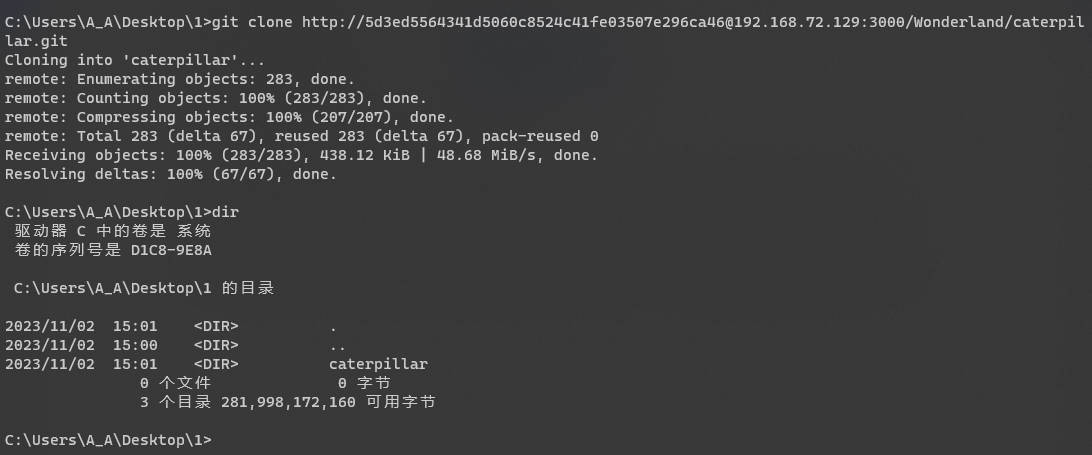 C:\Users\A_A\Desktop\1>git clone http://5d3ed5564341d5060c8524c41fe03507e296ca46@192.168.72.129:3000/Wonderland/caterpil
lar.git
Cloning into 'caterpillar'...
remote: Enumerating objects: 283, done.
remote: Counting objects: 100% (283/283), done.
remote: Compressing objects: 100% (207/207), done.
remote: Total 283 (delta 67), reused 283 (delta 67), pack-reused 0
Receiving objects: 100% (283/283), 438.12 KiB | 48.68 MiB/s, done.
Resolving deltas: 100% (67/67), done.
C:\Users\A_A\Desktop\1>dir
驱动器 C 中的卷是 系统
卷的序列号是 D1C8-9E8A
C:\Users\A_A\Desktop\1 的目录
2023/11/02  15:01    <DIR>          .
2023/11/02  15:00    <DIR>          ..
2023/11/02  15:01    <DIR>          caterpillar
0 个文件              0 字节
3 个目录 281,998,172,160 可用字节
C:\Users\A_A\Desktop\1>